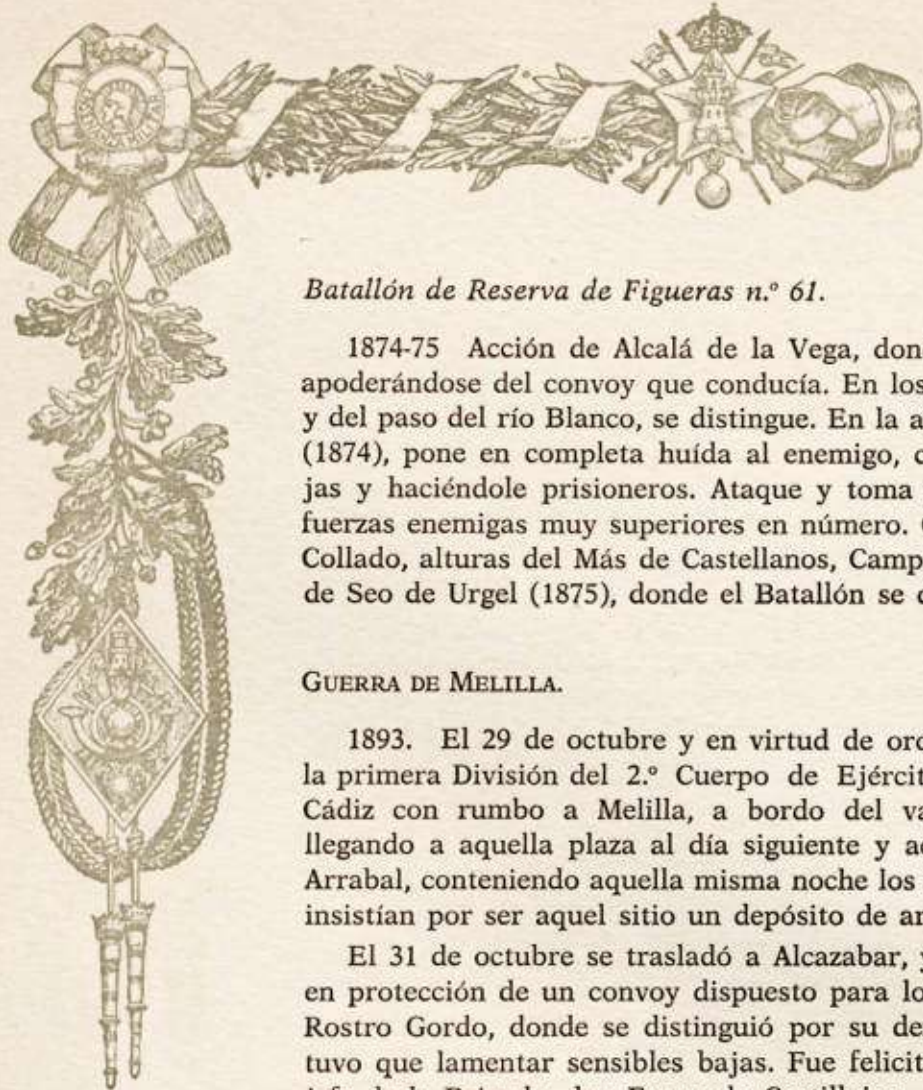 Batallón de Reserva de Figueras n.º 61.
1874-75 Acción de Alcalá de la Vega, don
apoderándose del convoy que conducía. En los
y del paso del río Blanco, se distingue. En la a
(1874), pone en completa huída al enemigo, c
jas y haciéndole prisioneros. Ataque y toma
fuerzas enemigas muy superiores en número.
Collado, alturas del Más de Castellanos, Camp
de Seo de Urgel (1875), donde el Batallón se
GUERRA DE MELILLA.
1893. El 29 de octubre y en virtud de ord
la primera División del 2.º Cuerpo de Ejércit
Cádiz con rumbo a Melilla, a bordo del va
llegando a aquella plaza al día siguiente y a
Arrabal, conteniendo aquella misma noche los
insistían por ser aquel sitio un depósito de ar
El 31 de octubre se trasladó a Alcazabar, y
en protección de un convoy dispuesto para lo
Rostro Gordo, donde se distinguió por su de
tuvo que lamentar sensibles bajas. Fue felicit